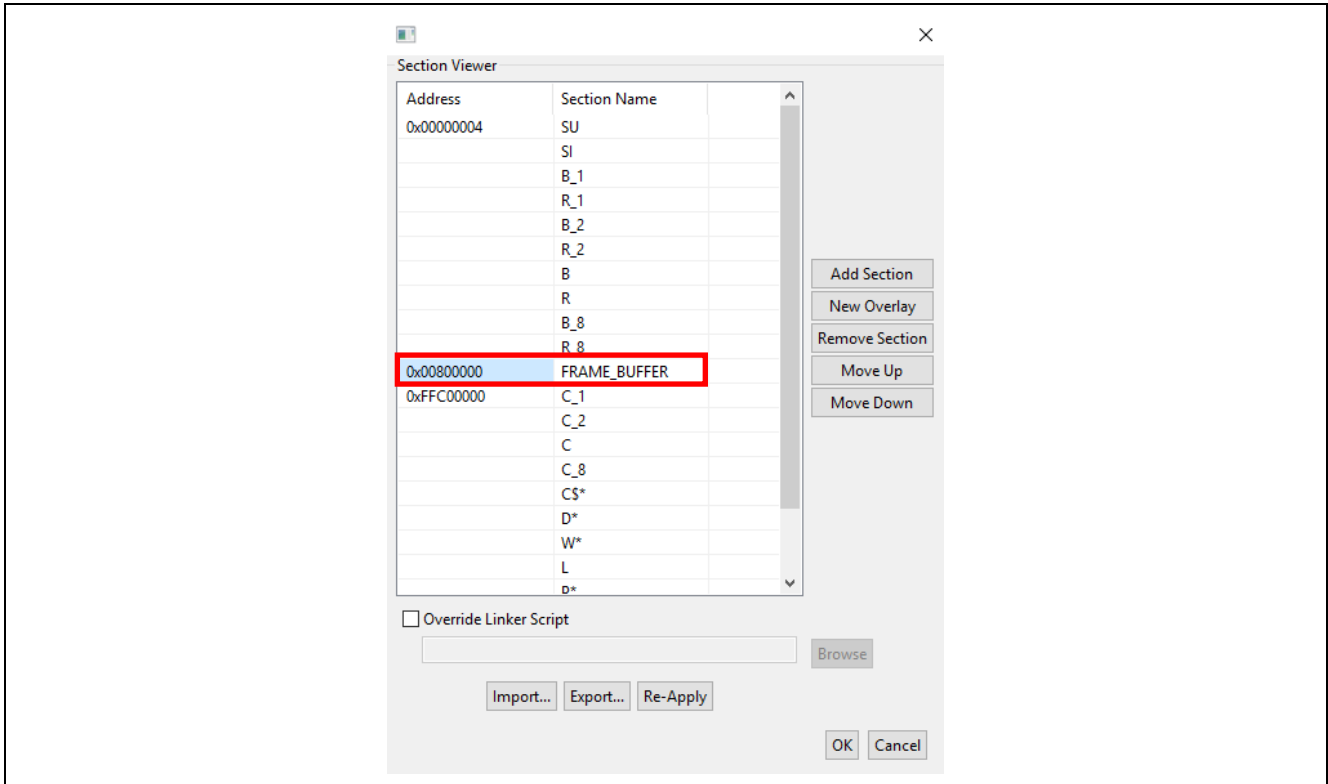 Section Viewer
Address Section Name
0x00000004 SU
SI
B_1
R_1
B_2
R_2
B
R
B_8
R_8
0x00800000 FRAME_BUFFER
0xFFC00000 C_1
C_2
C
C_8
C$*
D*
W*
L
P*
Add Section
New Overlay
Remove Section
Move Up
Move Down
Override Linker Script
Browse
Import... Export... Re-Apply
OK Cancel